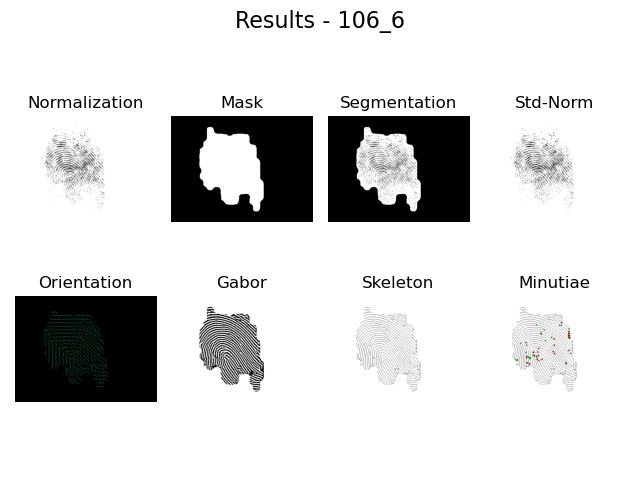 Results - 106_6
Normalization
Mask
Segmentation
Std-Norm
Orientation
Gabor
Skeleton
Minutiae